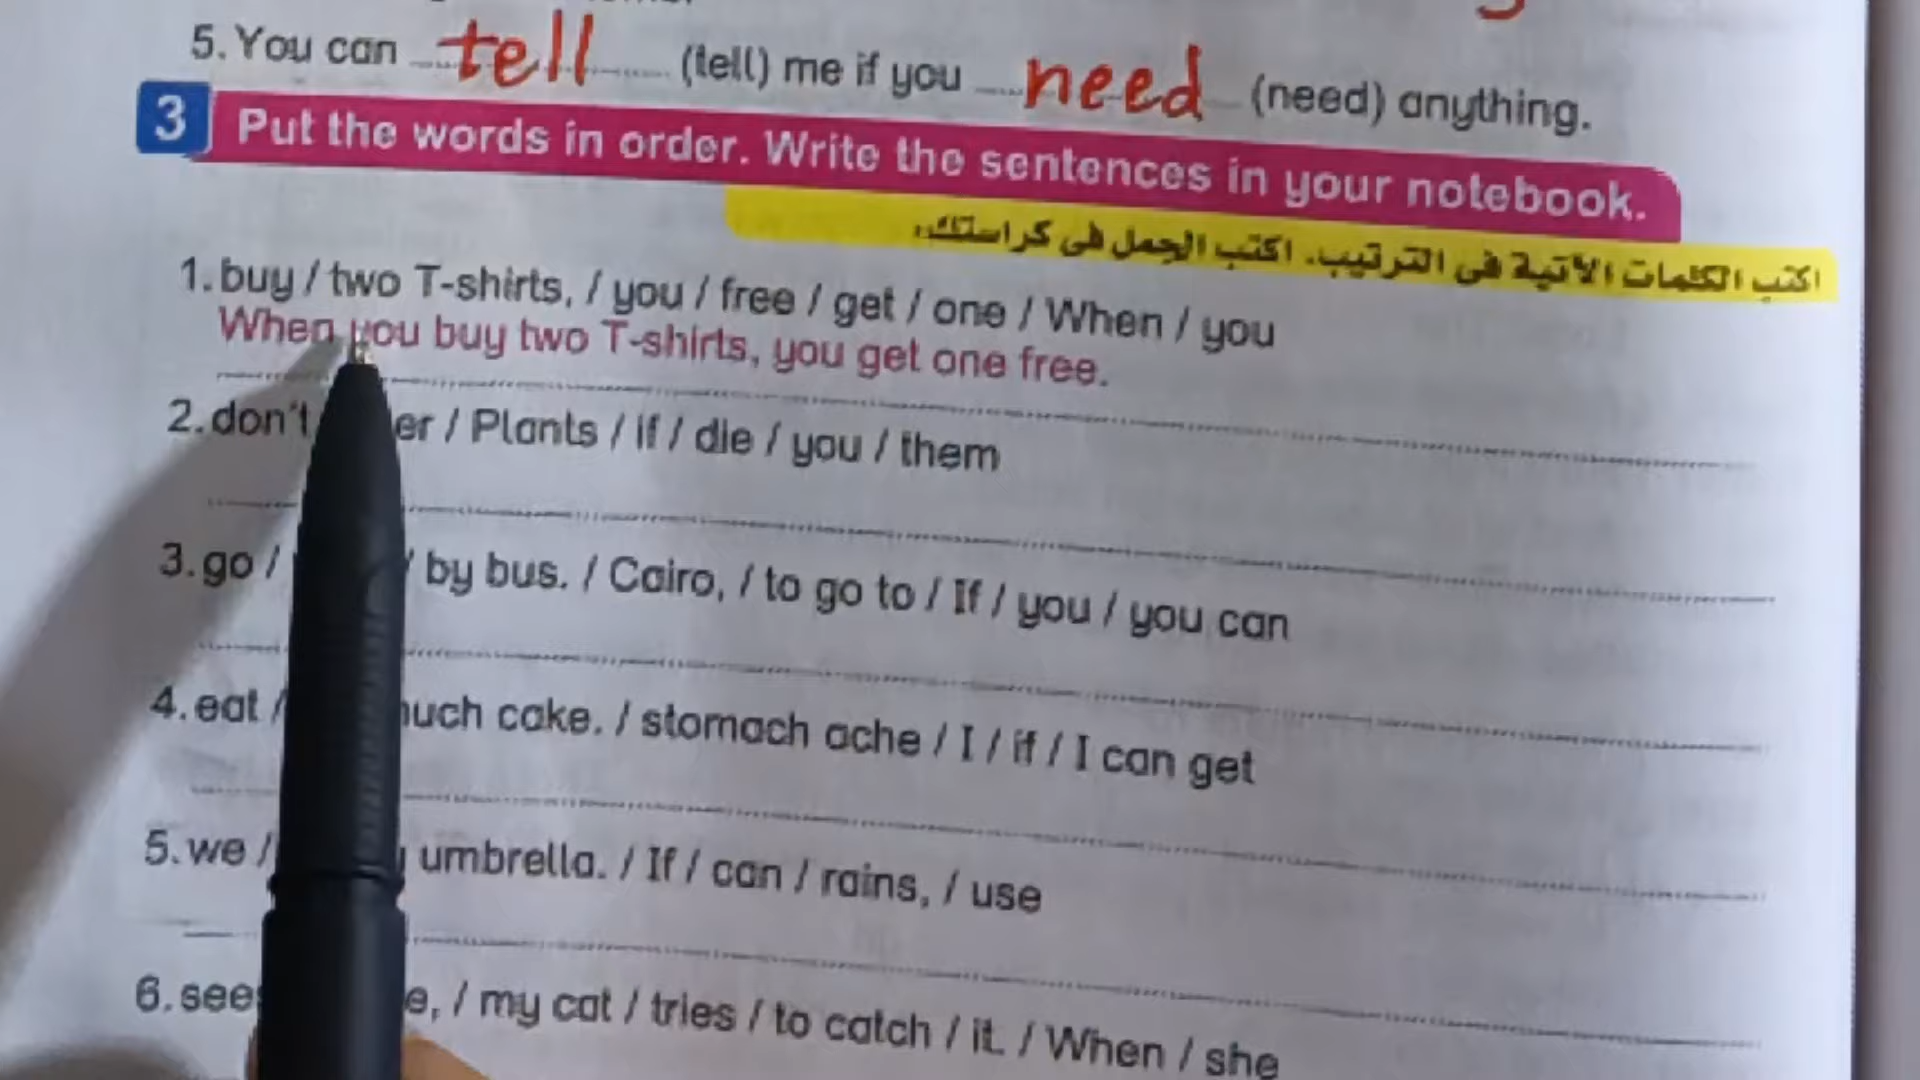 5. You can tell (tell) me if you need (need) anything.
3 Put the words in order. Write the sentences in your notebook.
اكتب الكلمات الآتية فى الترتيب. اكتب الجمل فى كراستك.
1. buy / two T-shirts, / you / free / get / one / When / you
When you buy two T-shirts, you get one free.
2. don't er / Plants / if / die / you / them
3. go / / by bus. / Cairo, / to go to / If / you / you can
4. eat / uch cake. / stomach ache / I / if / I can get
5. we / umbrella. / If / can / rains, / use
6. see e, / my cat / tries / to catch / it. / When / she